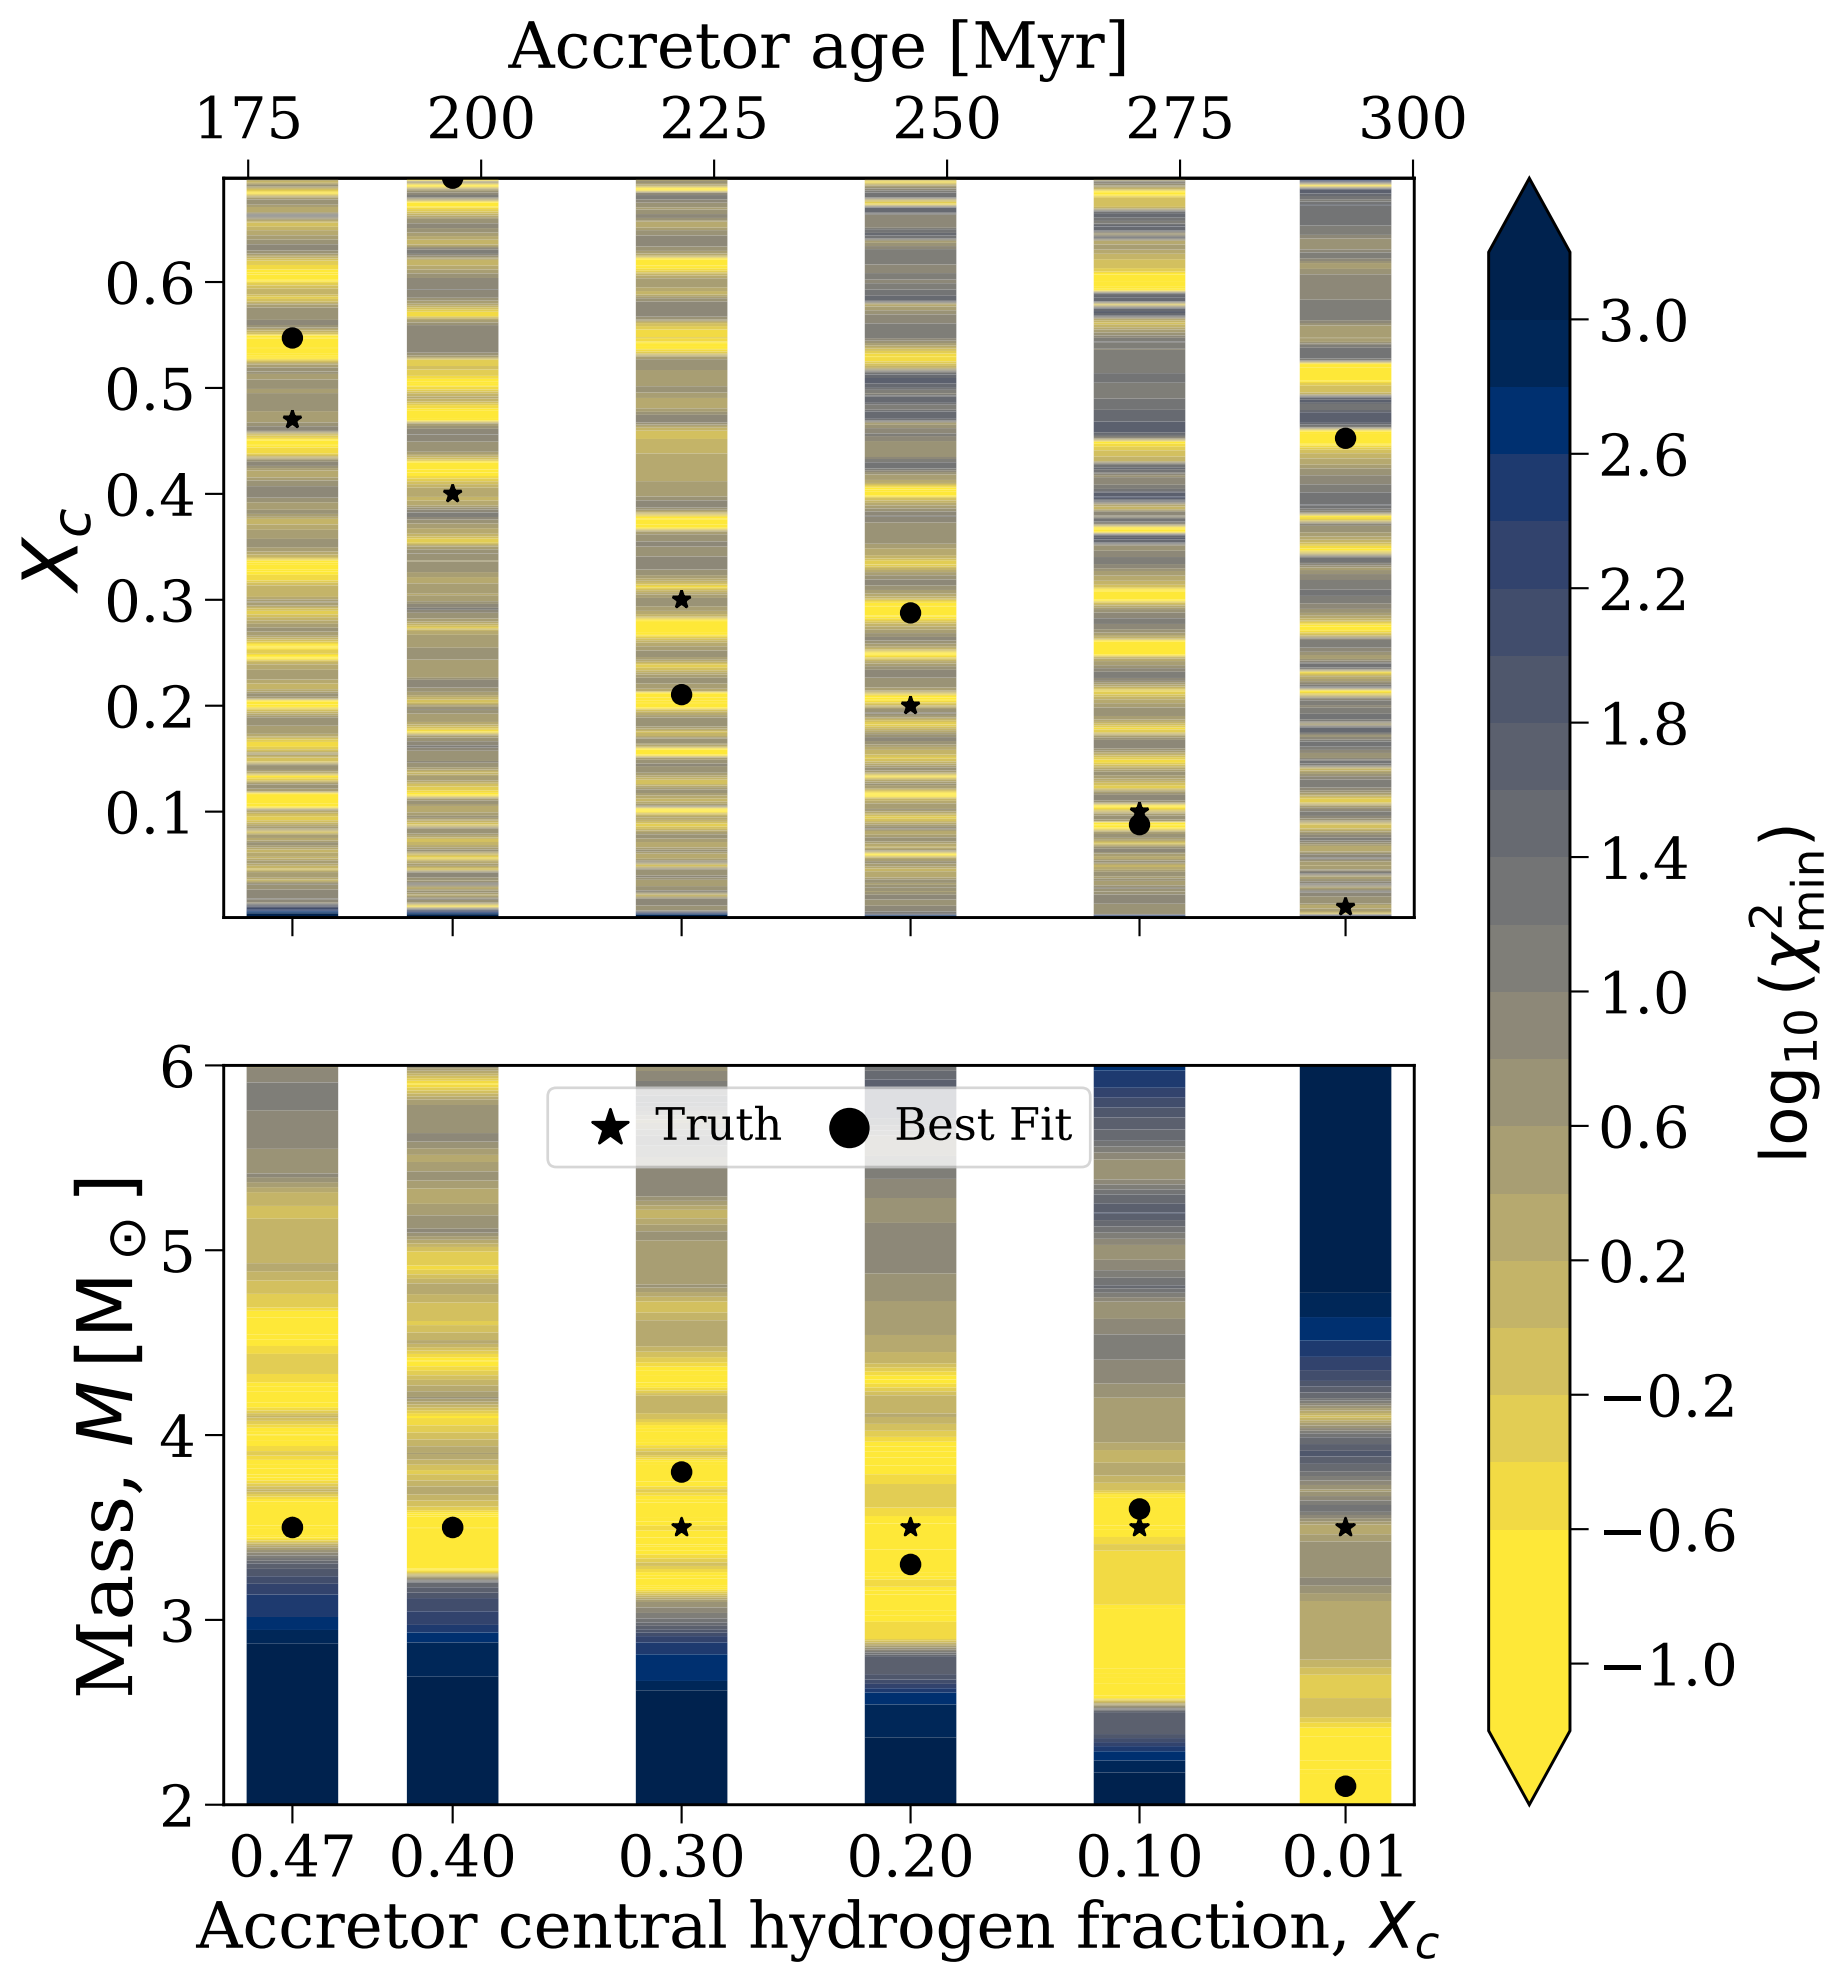 Accretor age [Myr]
175 200 225 250 275 300
0.6
0.5
0.4
0.3
0.2
0.1
X_c
6
5
4
3
2
Mass, M [M⊙]
Truth Best Fit
0.47 0.40 0.30 0.20 0.10 0.01
Accretor central hydrogen fraction, X_c
3.0
2.6
2.2
1.8
1.4
1.0
0.6
0.2
−0.2
−0.6
−1.0
log₁₀ (χ²_min)